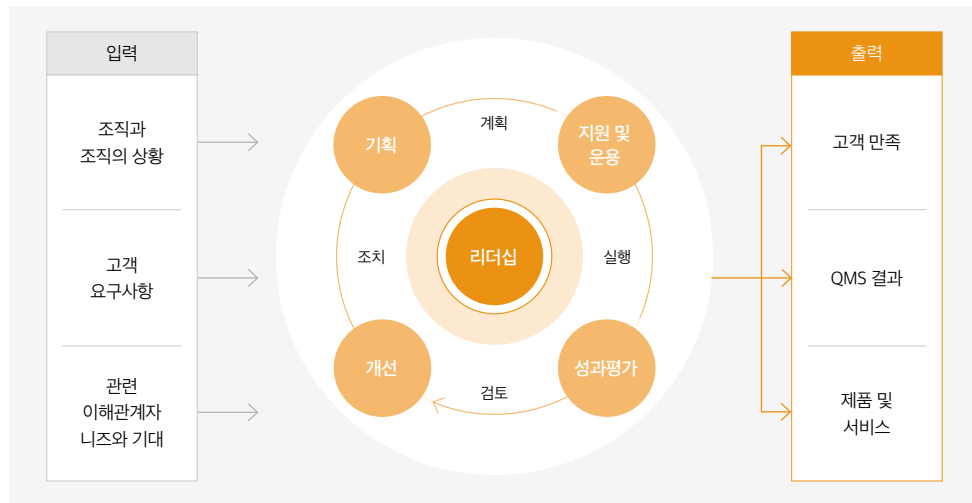 입력
조직과
조직의 상황
고객
요구사항
관련
이해관계자
니즈와 기대
기획
계획
지원 및
운용
조치
리더십
실행
개선
검토
성과평가
출력
고객 만족
QMS 결과
제품 및
서비스